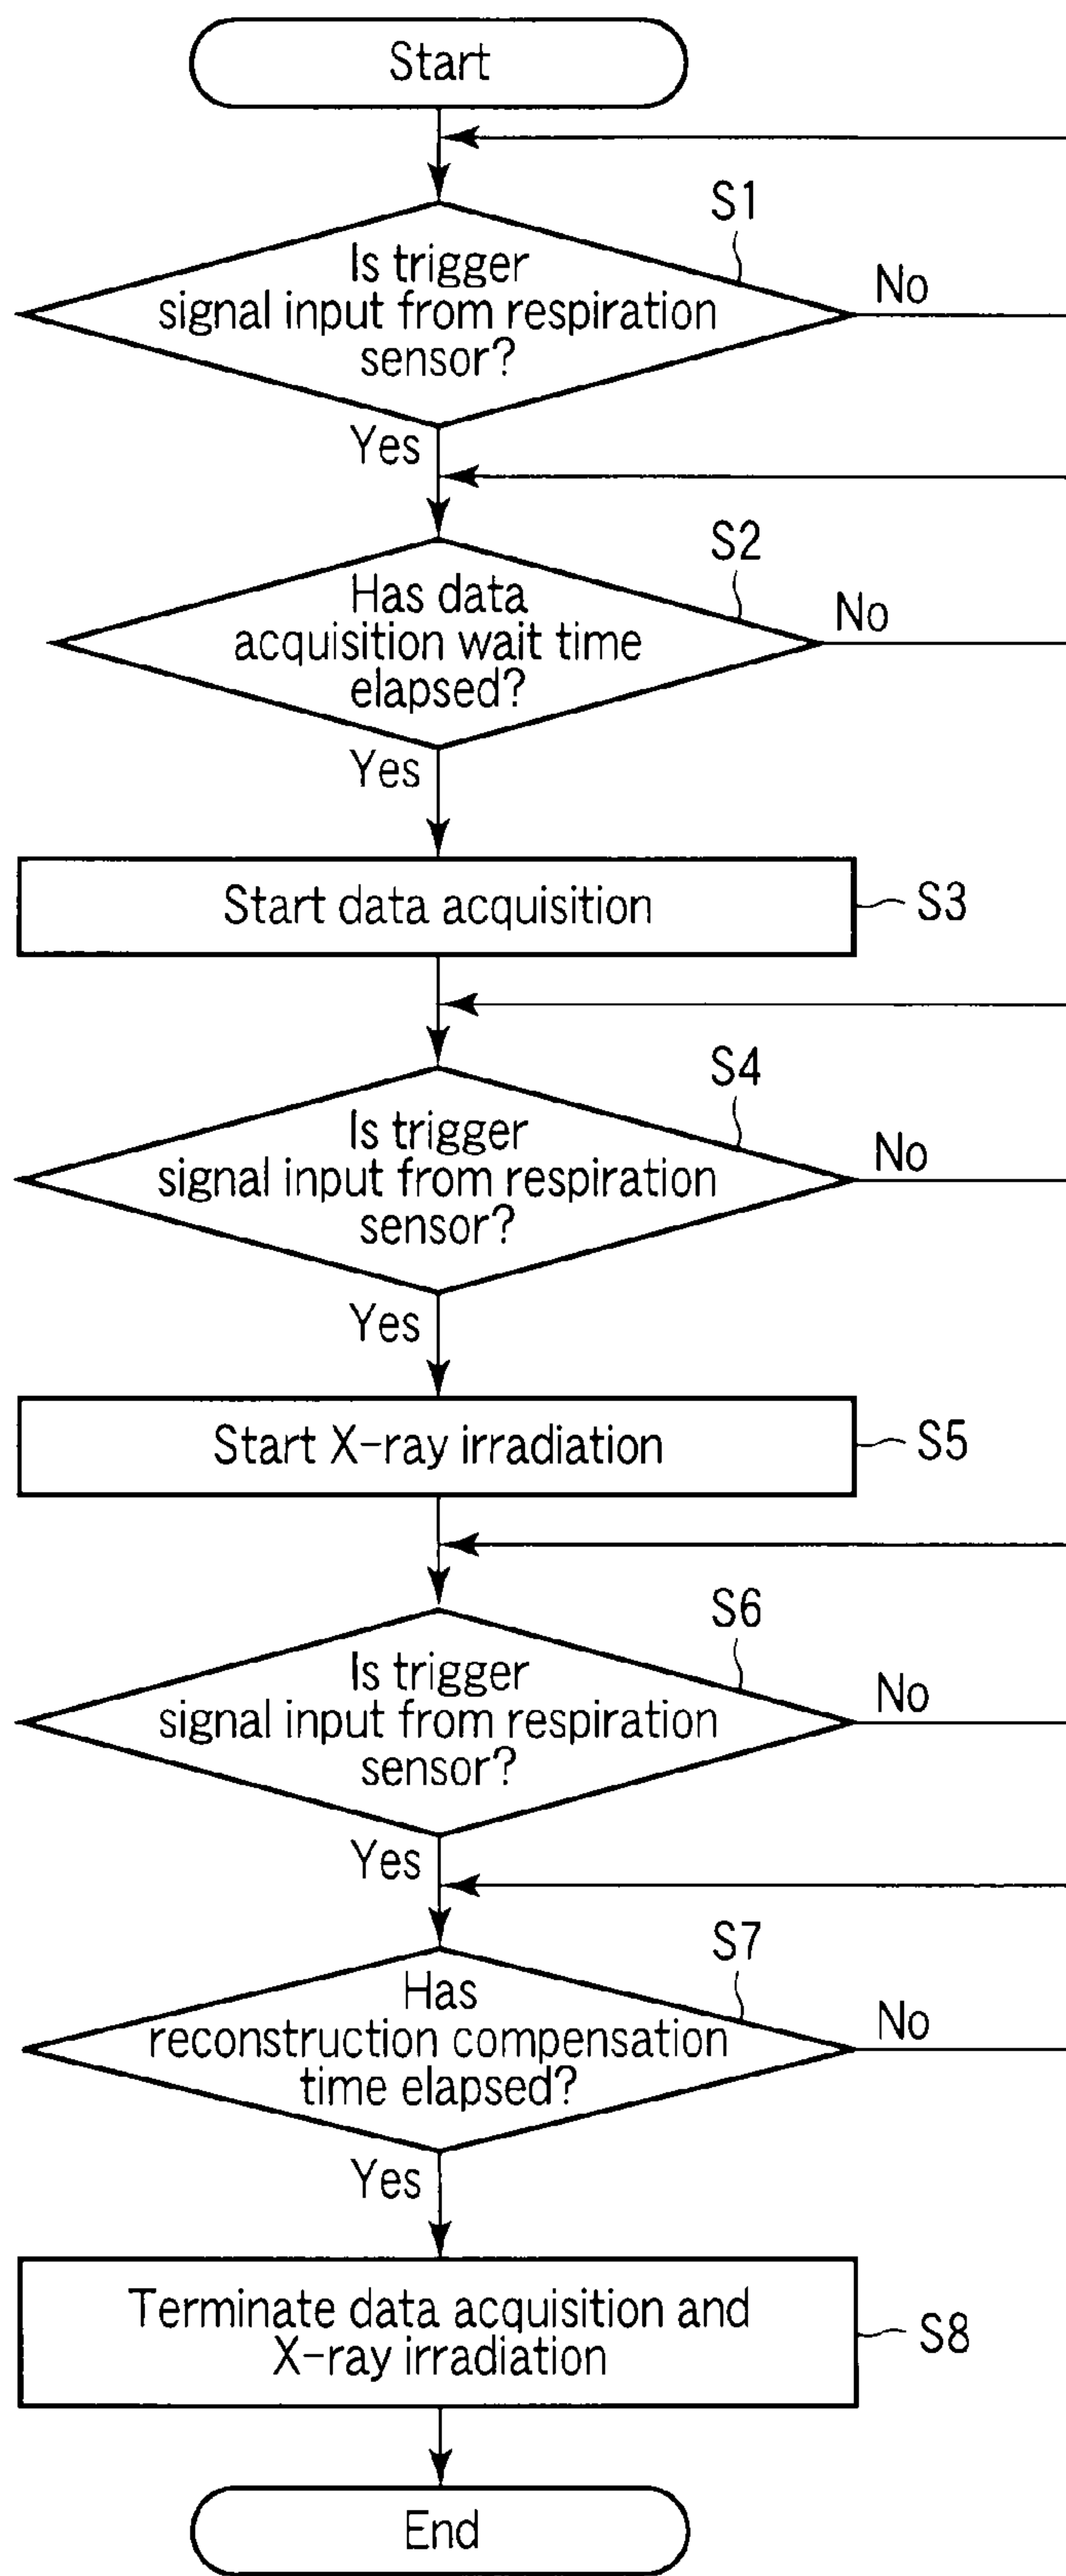 Start
S1
Is trigger
signal input from respiration
sensor?
No
Yes
S2
Has data
acquisition wait time
elapsed?
No
Yes
Start data acquisition
S3
S4
Is trigger
signal input from respiration
sensor?
No
Yes
Start X-ray irradiation
S5
S6
Is trigger
signal input from respiration
sensor?
No
Yes
S7
Has
reconstruction compensation
time elapsed?
No
Yes
Terminate data acquisition and
X-ray irradiation
S8
End